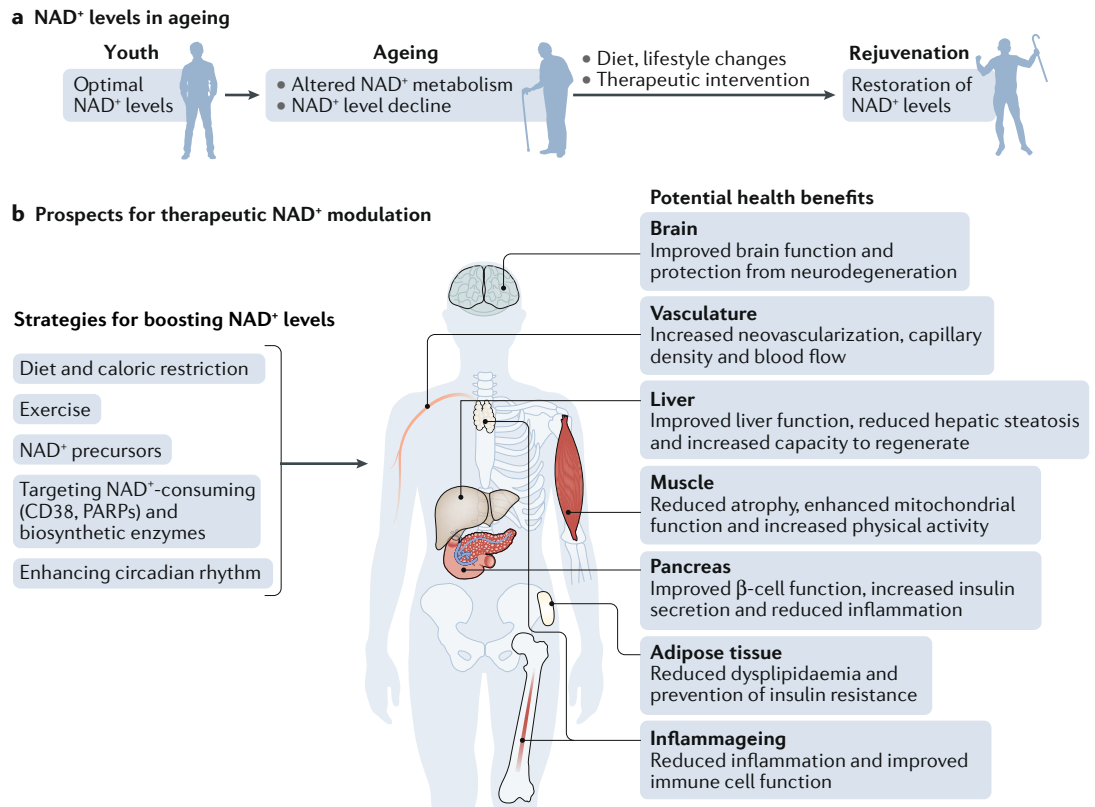 a NAD⁺ levels in ageing
Youth
Optimal
NAD⁺ levels
Ageing
• Altered NAD⁺ metabolism
• NAD⁺ level decline
• Diet, lifestyle changes
• Therapeutic intervention
Rejuvenation
Restoration of
NAD⁺ levels
b Prospects for therapeutic NAD⁺ modulation
Strategies for boosting NAD⁺ levels
Diet and caloric restriction
Exercise
NAD⁺ precursors
Targeting NAD⁺-consuming
(CD38, PARPs) and
biosynthetic enzymes
Enhancing circadian rhythm
Potential health benefits
Brain
Improved brain function and
protection from neurodegeneration
Vasculature
Increased neovascularization, capillary
density and blood flow
Liver
Improved liver function, reduced hepatic steatosis
and increased capacity to regenerate
Muscle
Reduced atrophy, enhanced mitochondrial
function and increased physical activity
Pancreas
Improved β-cell function, increased insulin
secretion and reduced inflammation
Adipose tissue
Reduced dysplipidaemia and
prevention of insulin resistance
Inflammageing
Reduced inflammation and improved
immune cell function